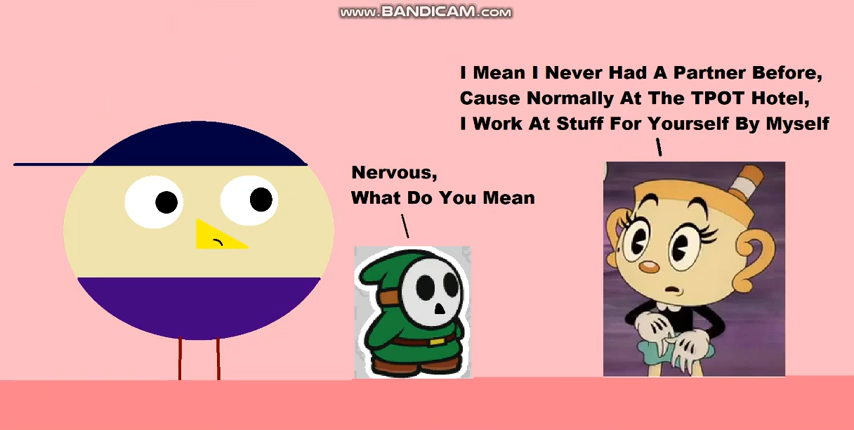 www.BANDICAM.com
I Mean I Never Had A Partner Before,
Cause Normally At The TPOT Hotel,
I Work At Stuff For Yourself By Myself
Nervous,
What Do You Mean